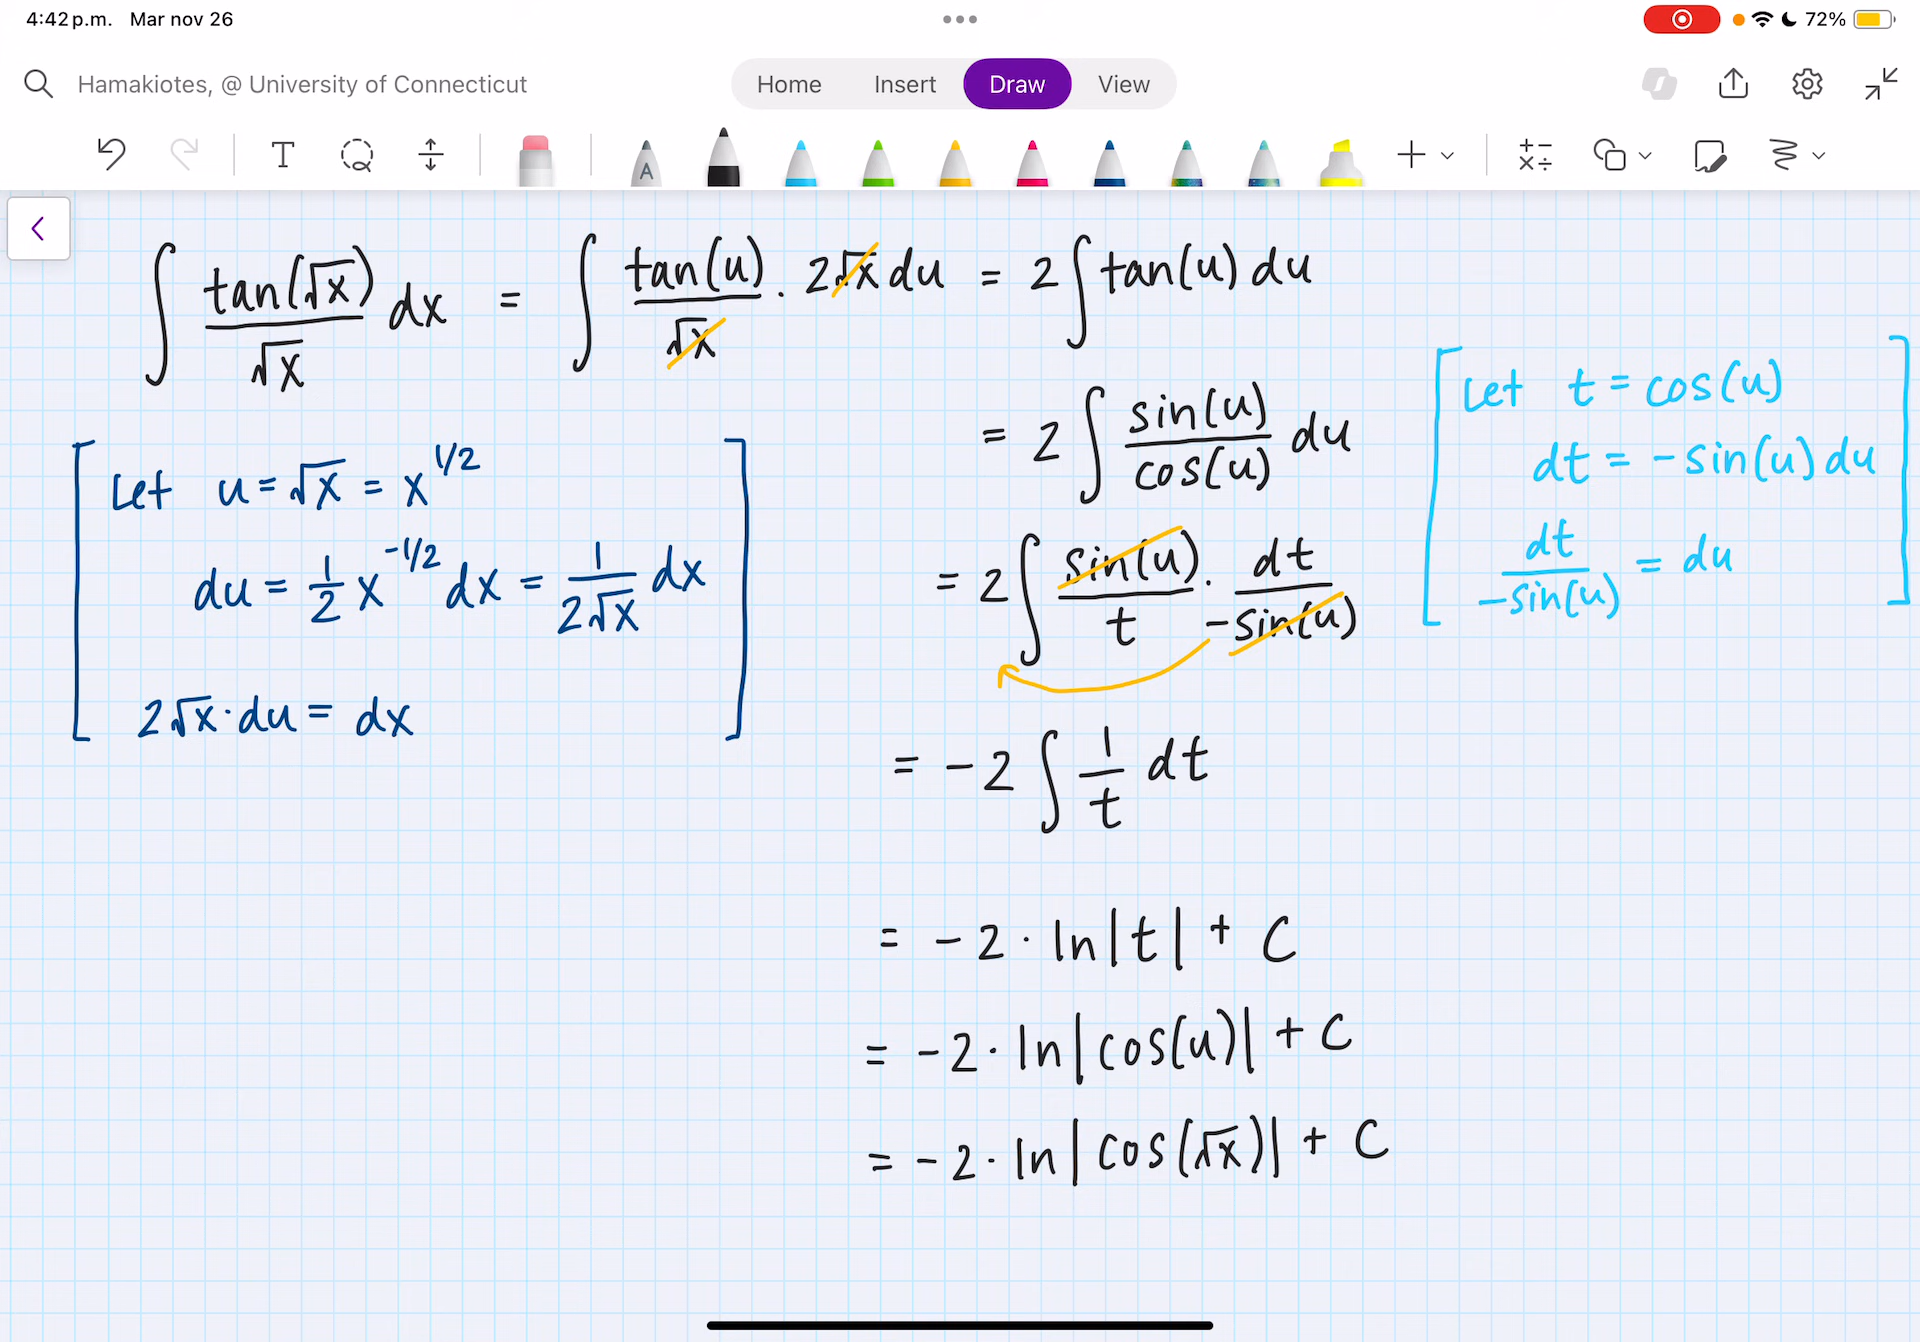 4:42 p.m. Mar nov 26
72%
Hamakiotes, @ University of Connecticut
Home Insert Draw View
T
A
∫ tan(√x)/√x dx = ∫ tan(u)/√x · 2√x du = 2 ∫ tan(u) du
= 2 ∫ sin(u)/cos(u) du
= 2 ∫ sin(u)/t · dt/-sin(u)
= -2 ∫ 1/t dt
= -2 · ln|t| + C
= -2 · ln|cos(u)| + C
= -2 · ln|cos(√x)| + C
Let u = √x = x^1/2
du = 1/2 x^-1/2 dx = 1/2√x dx
2√x · du = dx
Let t = cos(u)
dt = -sin(u) du
dt/-sin(u) = du